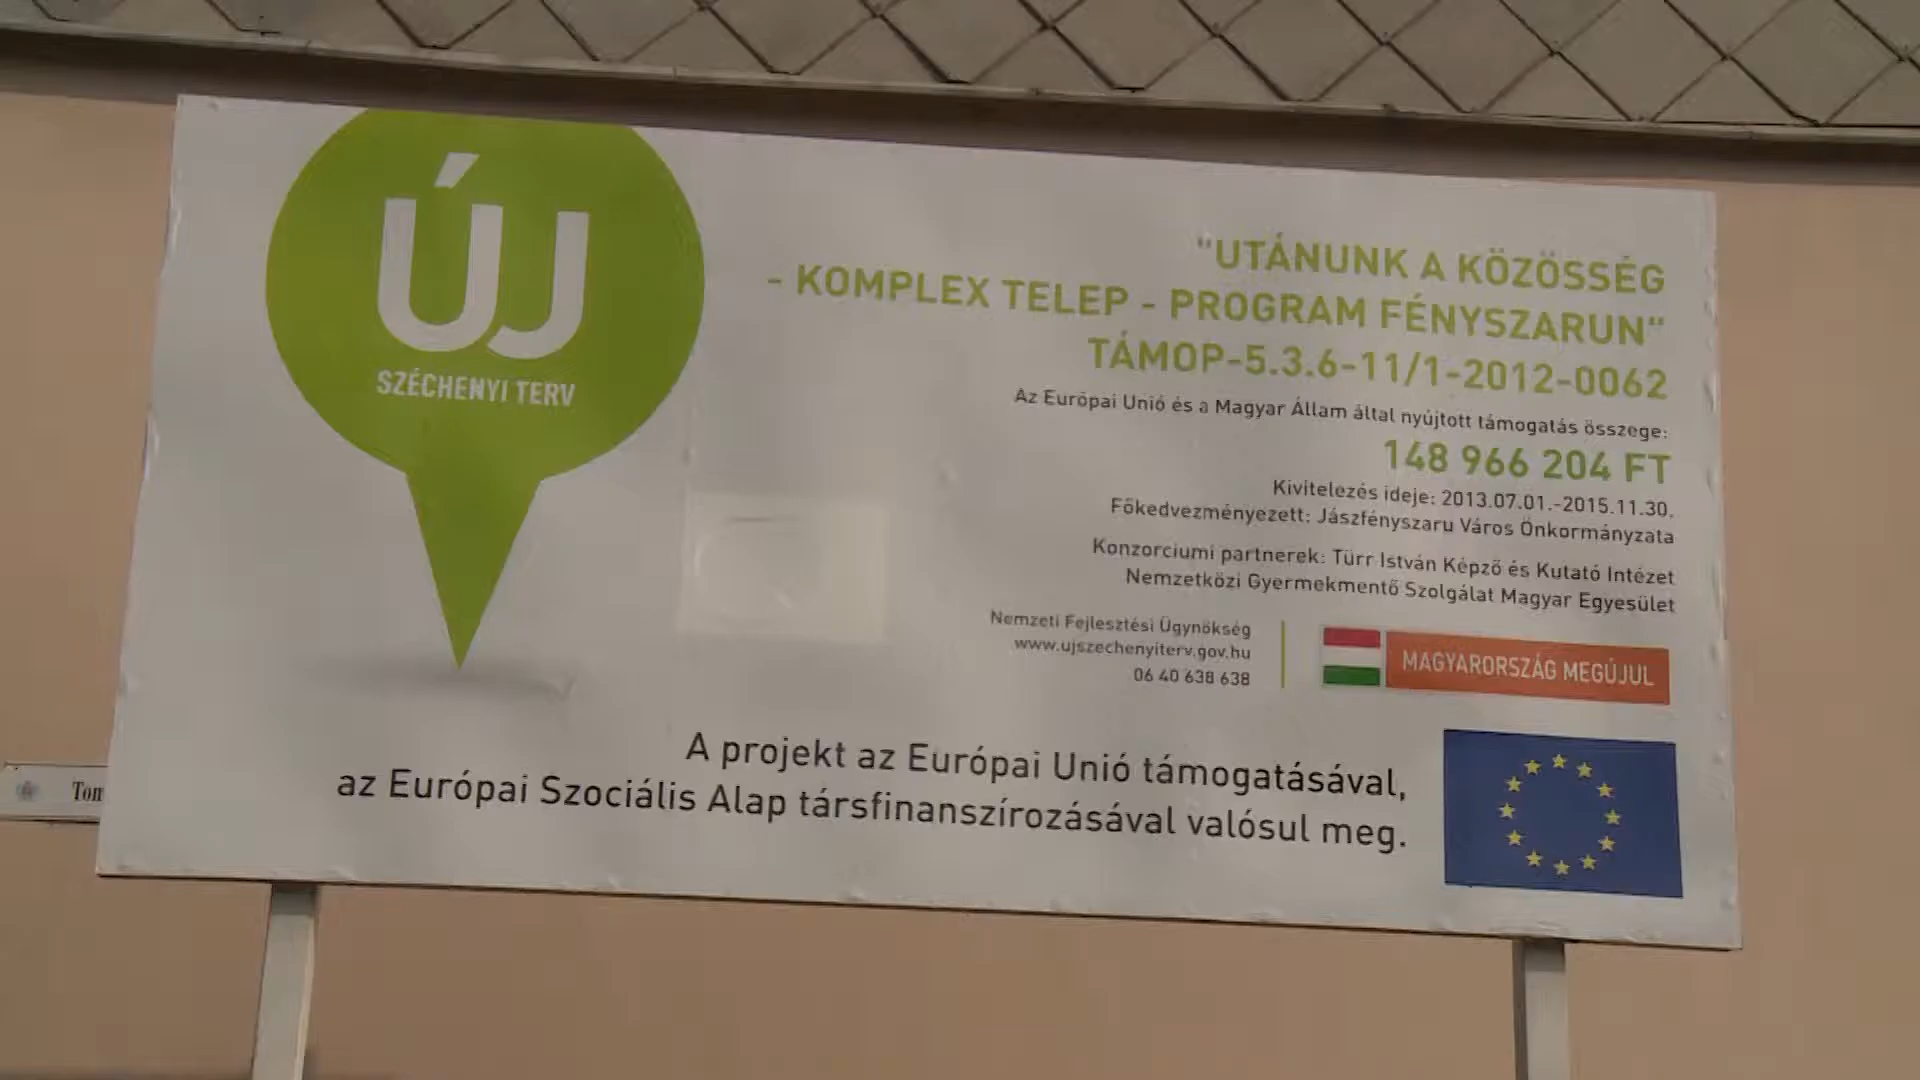 ÚJ
SZÉCHENYI TERV
"UTÁNUNK A KÖZÖSSÉG
- KOMPLEX TELEP - PROGRAM FÉNYSZARUN"
TÁMOP-5.3.6-11/1-2012-0062
Az Európai Unió és a Magyar Állam által nyújtott támogatás összege:
148 966 204 FT
Kivitelezés ideje: 2013.07.01.-2015.11.30.
Főkedvezményezett: Jászfényszaru Város Önkormányzata
Konzorciumi partnerek: Türr István Képző és Kutató Intézet
Nemzetközi Gyermekmentő Szolgálat Magyar Egyesület
Nemzeti Fejlesztési Ügynökség
www.ujszechenyiterv.gov.hu
06 40 638 638
MAGYARORSZÁG MEGÚJUL
A projekt az Európai Unió támogatásával,
az Európai Szociális Alap társfinanszírozásával valósul meg.
Tom